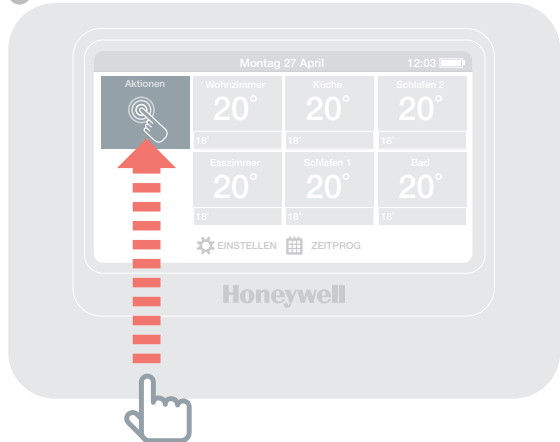 Montag 27 April 12:03
Aktionen Wohnzimmer Küche Schlafen 2
20° 20° 20°
18° 18° 18°
Esszimmer Schlafen 1 Bad
20° 20° 20°
18° 18° 18°
EINSTELLEN ZEITPROG
Honeywell